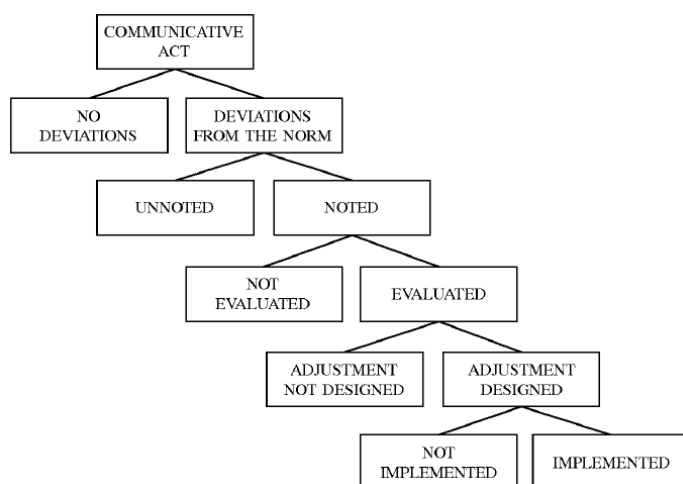 COMMUNICATIVE
ACT
NO
DEVIATIONS
DEVIATIONS
FROM THE NORM
UNNOTED
NOTED
NOT
EVALUATED
EVALUATED
ADJUSTMENT
NOT DESIGNED
ADJUSTMENT
DESIGNED
NOT
IMPLEMENTED
IMPLEMENTED